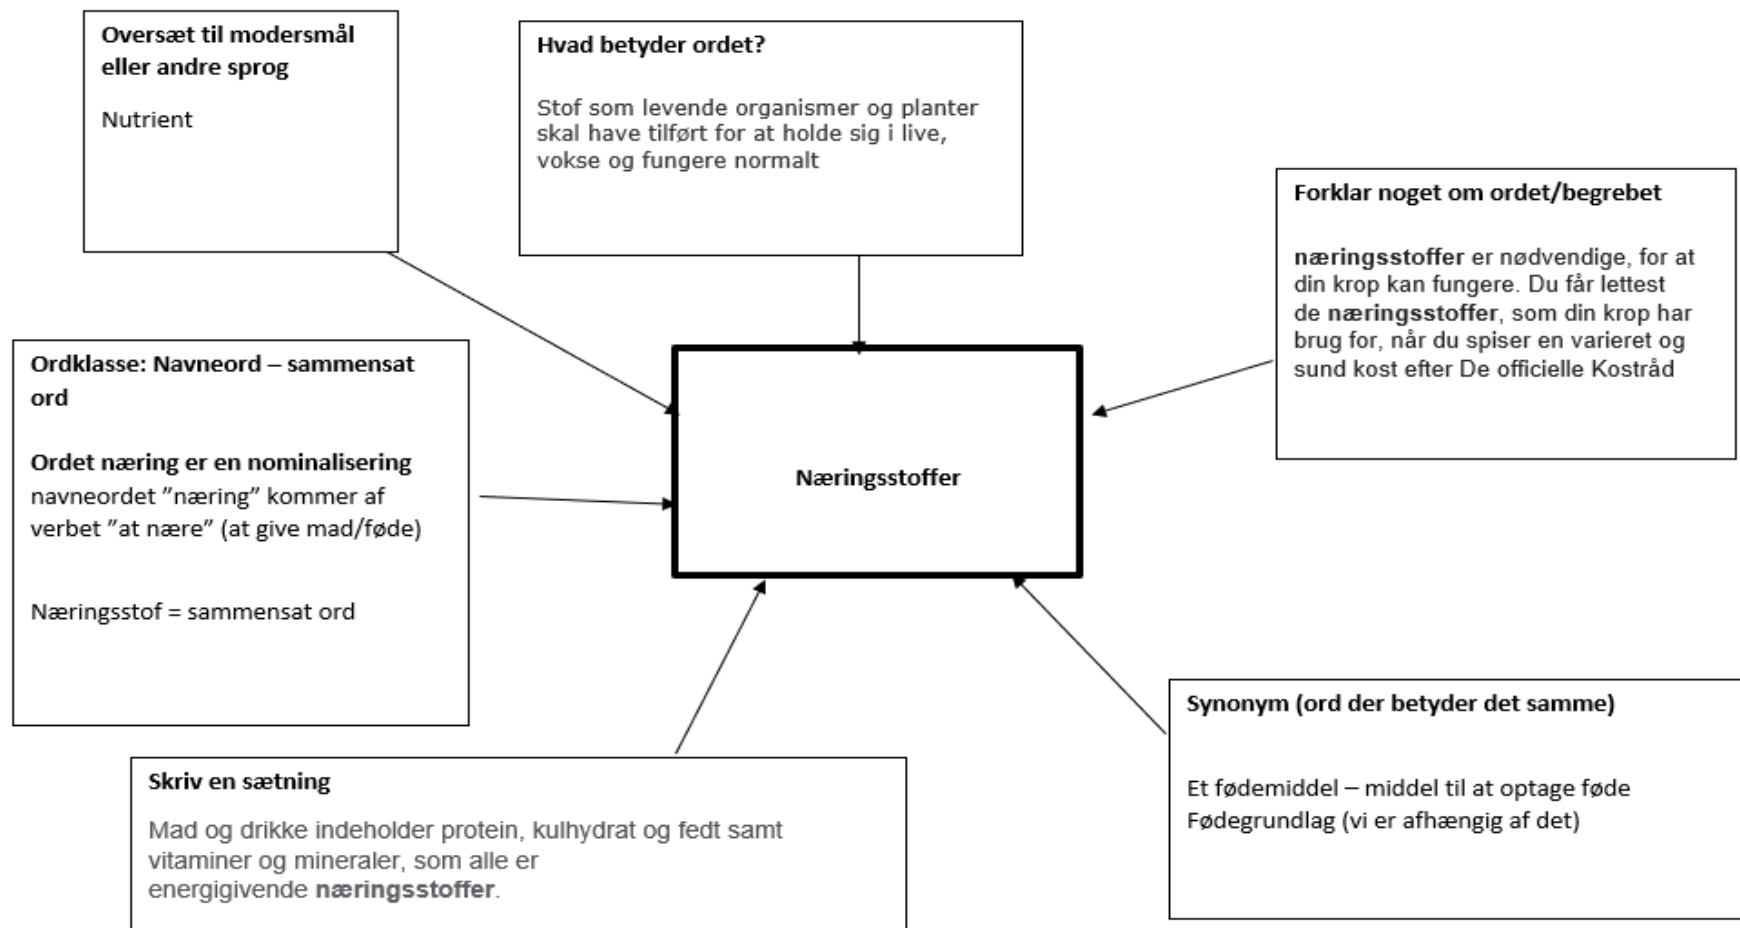 Oversæt til modersmål
eller andre sprog
Nutrient
Hvad betyder ordet?
Stof som levende organismer og planter
skal have tilført for at holde sig i live,
vokse og fungere normalt
Forklar noget om ordet/begrebet
næringsstoffer er nødvendige, for at
din krop kan fungere. Du får lettest
de næringsstoffer, som din krop har
brug for, når du spiser en varieret og
sund kost efter De officielle Kostråd
Ordklasse: Navneord – sammensat
ord
Ordet næring er en nominalisering
navneordet ”næring” kommer af
verbet ”at nære” (at give mad/føde)
Næringsstof = sammensat ord
Næringsstoffer
Skriv en sætning
Mad og drikke indeholder protein, kulhydrat og fedt samt
vitaminer og mineraler, som alle er
energigivende næringsstoffer.
Synonym (ord der betyder det samme)
Et fødemiddel – middel til at optage føde
Fødegrundlag (vi er afhængig af det)